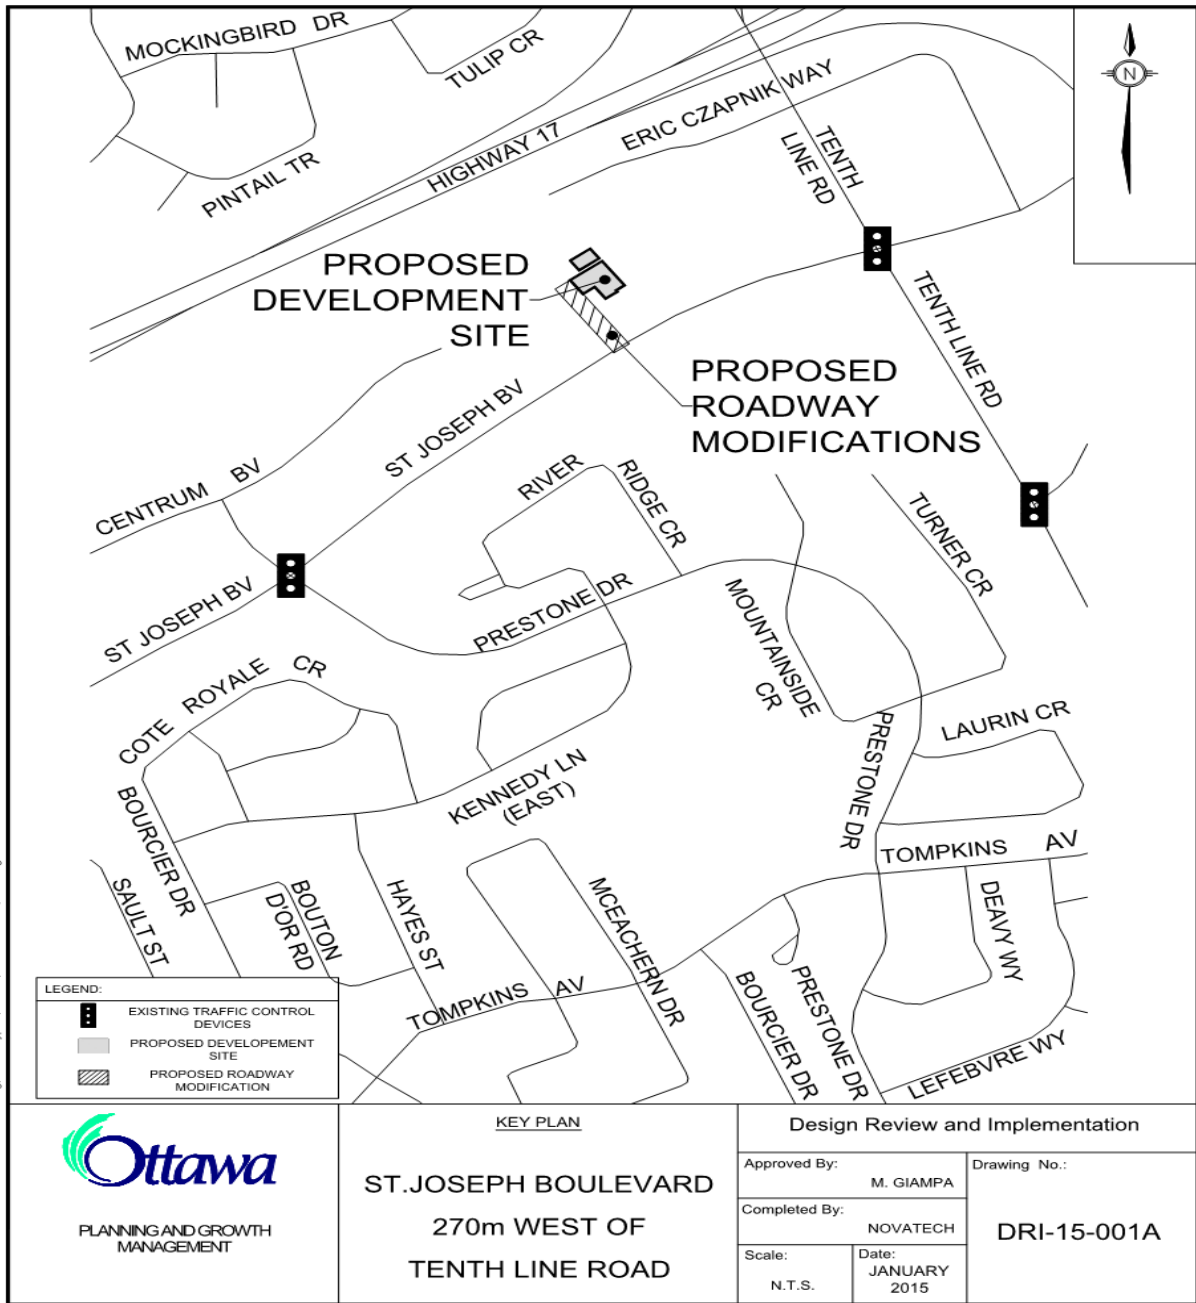 MOCKINGBIRD DR
TULIP CR
PINTAIL TR
HIGHWAY 17
ERIC CZAPNIK WAY
TENTH
LINE RD
N
PROPOSED
DEVELOPMENT
SITE
TENTH LINE RD
PROPOSED
ROADWAY
MODIFICATIONS
ST JOSEPH BV
CENTRUM BV
RIVER
RIDGE CR
TURNER CR
ST JOSEPH BV
PRESTONE DR
MOUNTAINSIDE
CR
COTE ROYALE CR
LAURIN CR
PRESTONE DR
KENNEDY LN
(EAST)
BOURCIER DR
TOMPKINS AV
SAULT ST
BOUTON
D'OR RD
HAYES ST
MCEACHERN DR
DEAVY WY
TOMPKINS AV
BOURCIER DR
PRESTONE DR
LEFEBVRE WY
LEGEND:
EXISTING TRAFFIC CONTROL
DEVICES
PROPOSED DEVELOPEMENT
SITE
PROPOSED ROADWAY
MODIFICATION
Ottawa
PLANNING AND GROWTH
MANAGEMENT
KEY PLAN
ST.JOSEPH BOULEVARD
270m WEST OF
TENTH LINE ROAD
Design Review and Implementation
Approved By:
M. GIAMPA
Completed By:
NOVATECH
Scale:
N.T.S.
Date:
JANUARY
2015
Drawing No.:
DRI-15-001A